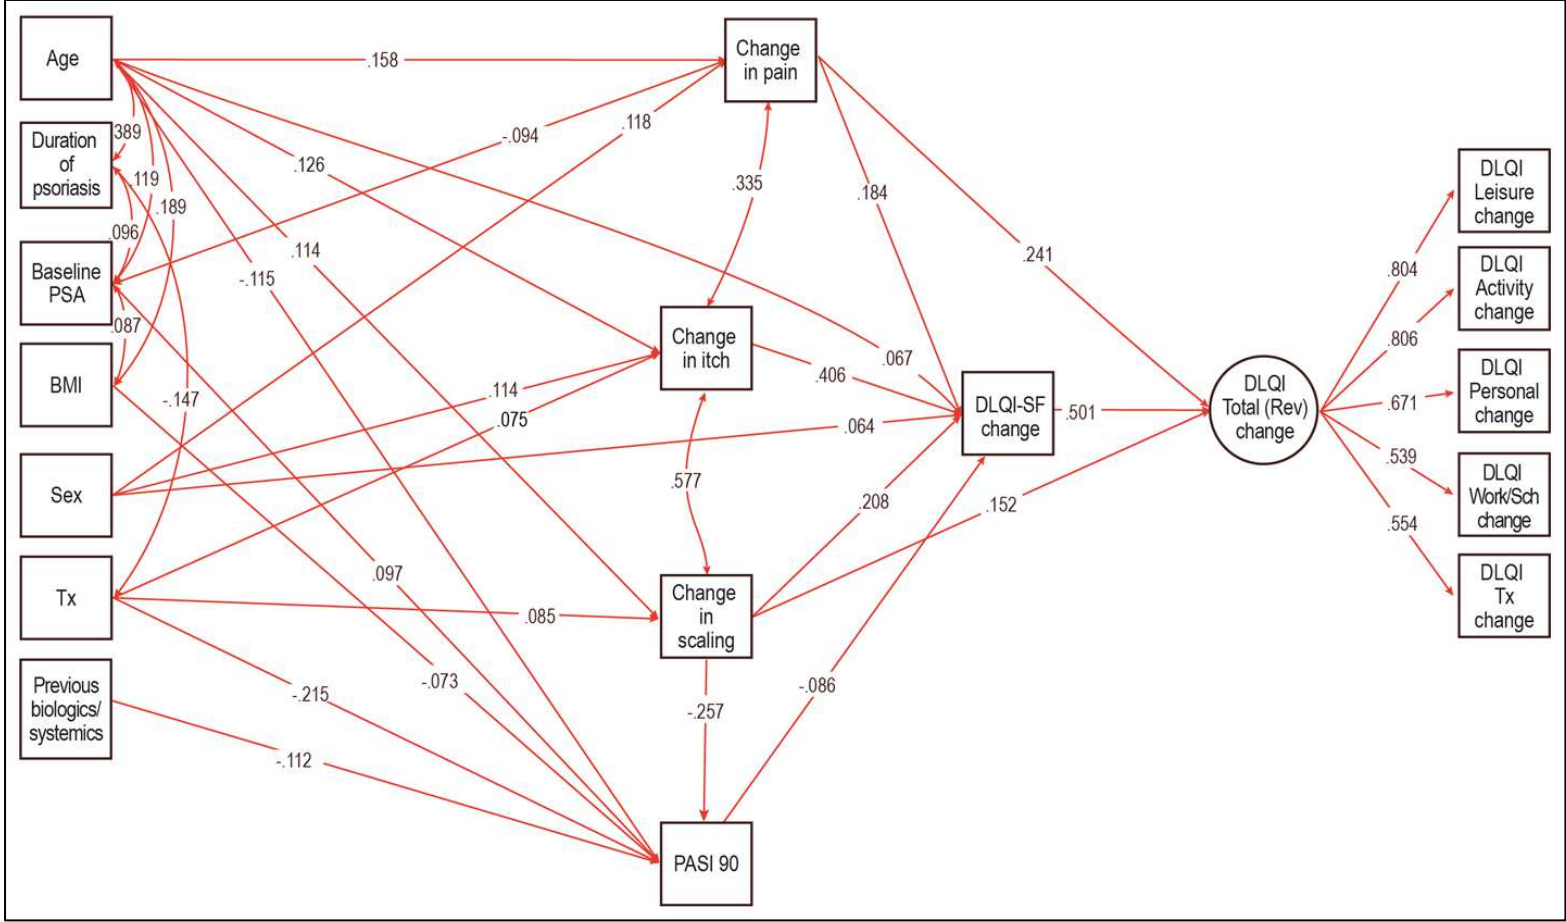 Age
Duration
of
psoriasis
Baseline
PSA
BMI
Sex
Tx
Previous
biologics/
systemics
389
.119
.189
.096
.087
-.147
.158
-.094
.118
.126
.114
-.115
.335
.184
.241
.067
.406
.114
.075
.064
.577
.208
.152
.097
.085
-.073
-.215
-.112
-.257
-.086
Change
in pain
Change
in itch
Change
in
scaling
PASI 90
DLQI-SF
change
.501
DLQI
Total (Rev)
change
.804
.806
.671
.539
.554
DLQI
Leisure
change
DLQI
Activity
change
DLQI
Personal
change
DLQI
Work/Sch
change
DLQI
Tx
change